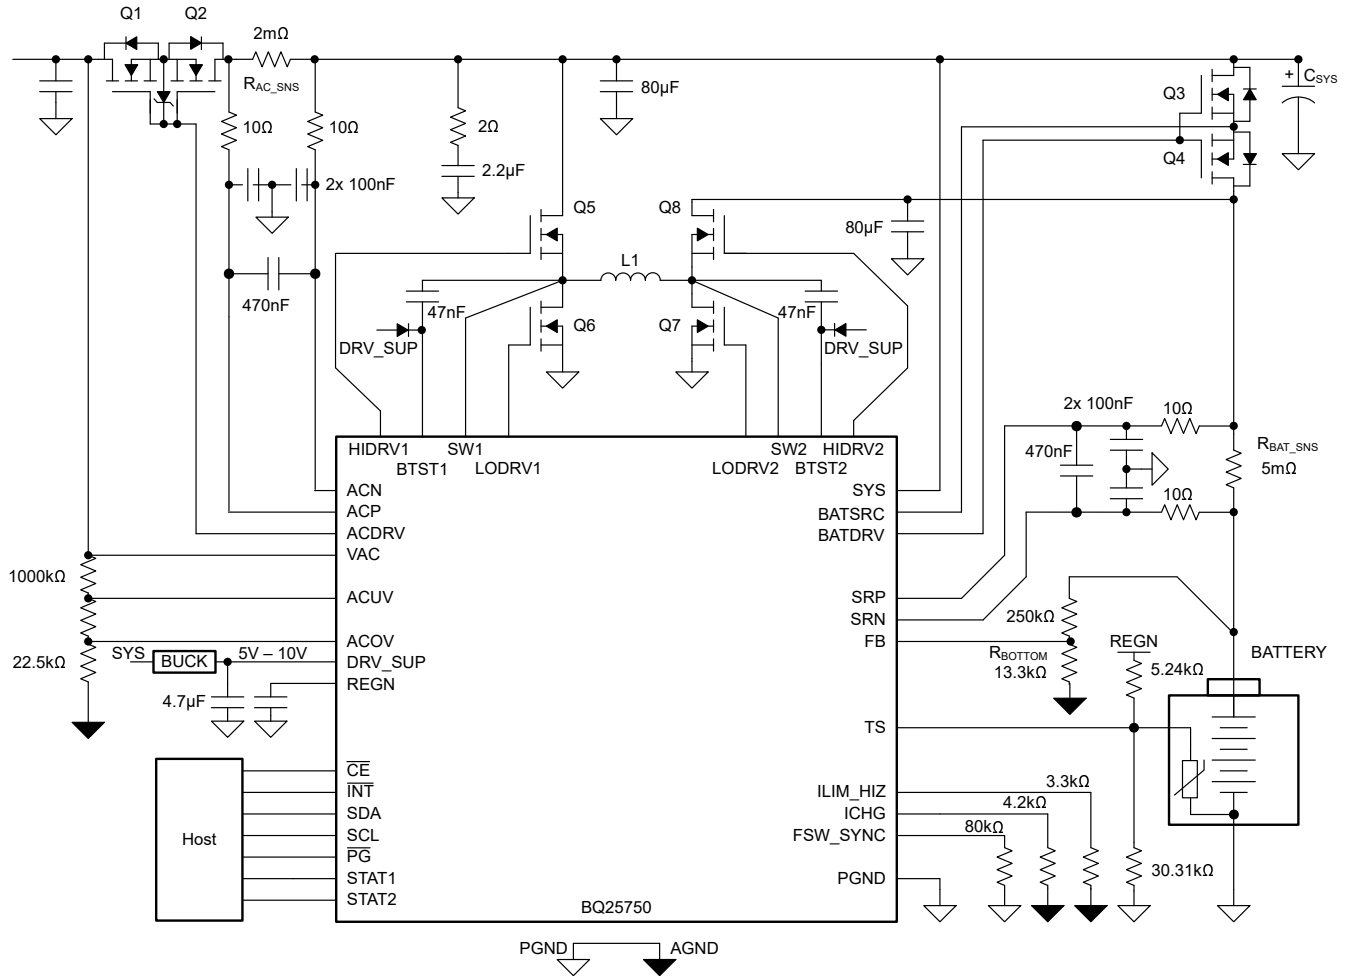 Q1
Q2
2mΩ
R_AC_SNS
10Ω
10Ω
2x 100nF
470nF
2Ω
2.2µF
80µF
Q3
Q4
+
C_SYS
Q5
Q8
80µF
L1
47nF
47nF
Q6
Q7
DRV_SUP
DRV_SUP
2x 100nF
10Ω
470nF
R_BAT_SNS
5mΩ
10Ω
HIDRV1
BTST1
SW1
LODRV1
LODRV2
SW2
BTST2
HIDRV2
ACN
ACP
ACDRV
VAC
ACUV
ACOV
DRV_SUP
REGN
CE
INT
SDA
SCL
PG
STAT1
STAT2
SYS
BATSRC
BATDRV
SRP
SRN
FB
TS
ILIM_HIZ
ICHG
FSW_SYNC
PGND
BQ25750
1000kΩ
22.5kΩ
SYS
BUCK
5V – 10V
4.7µF
Host
250kΩ
R_BOTTOM
13.3kΩ
REGN
5.24kΩ
BATTERY
3.3kΩ
4.2kΩ
80kΩ
30.31kΩ
PGND
AGND